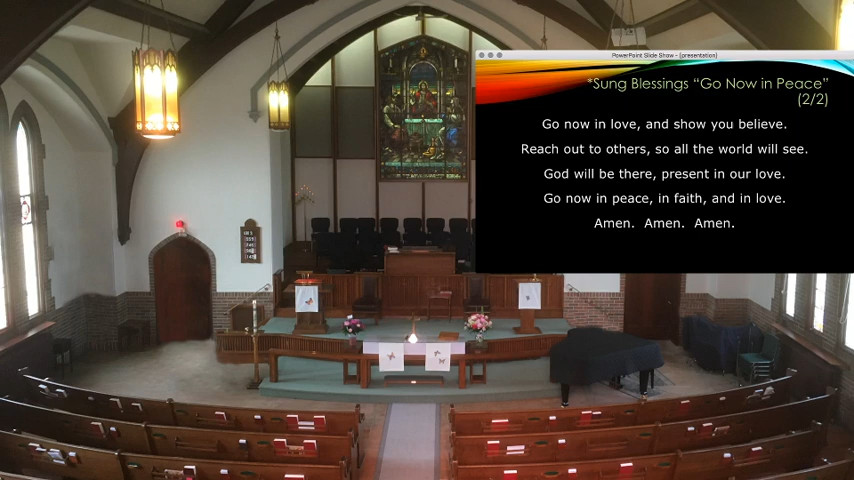 PowerPoint Slide Show - [presentation]
*Sung Blessings “Go Now in Peace”
(2/2)
Go now in love, and show you believe.
Reach out to others, so all the world will see.
God will be there, present in our love.
Go now in peace, in faith, and in love.
Amen.  Amen.  Amen.